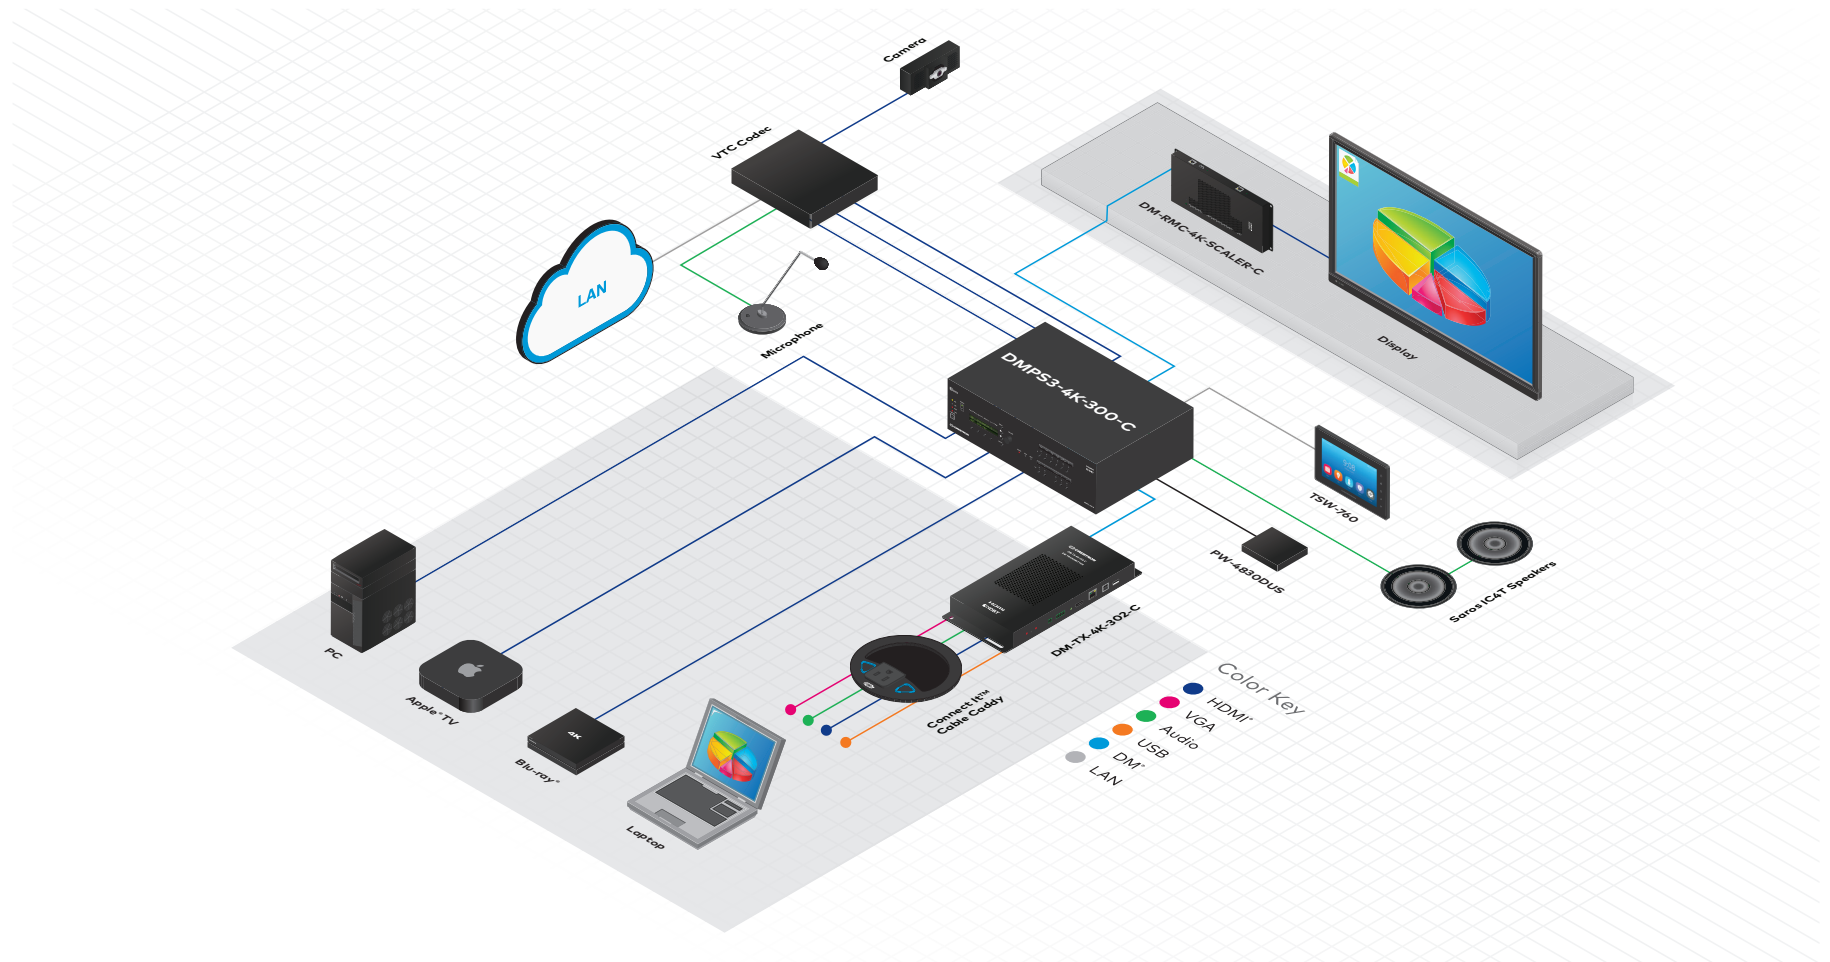 Camera
VTC Codec
LAN
Microphone
DM-RMC-4K-SCALER-C
Display
DMPS3-4K-300-C
TSW-760
PW-4830DUS
Saros IC4T Speakers
DM-TX-4K-302-C
Connect It™
Cable Caddy
PC
Apple® TV
4K
Blu-ray™
Laptop
Color Key
HDMI®
VGA
Audio
USB
DM®
LAN